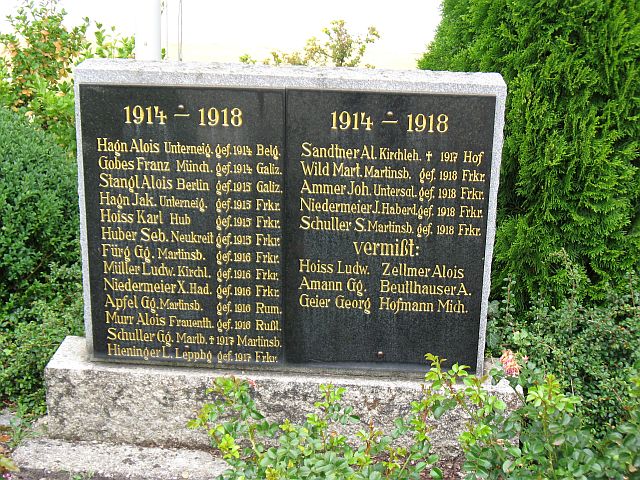 1914 - 1918
Hagn Alois Unterneig. gef. 1914 Belg.
Gobes Franz Münch. gef. 1914 Galiz.
Stangl Alois Berlin gef. 1915 Galiz.
Hagn Jak. Unterneig. gef. 1915 Frkr.
Hoiss Karl Hub gef. 1915 Frkr.
Huber Seb. Neukreit gef. 1915 Frkr.
Fürg Gg. Martinsb. gef. 1916 Frkr.
Müller Ludw. Kirchl. gef. 1916 Frkr.
Niedermeier X. Had. gef. 1916 Frkr.
Apfel Gg. Martinsb. gef. 1916 Rum.
Murr Alois Frauenth. gef. 1916 Rußl.
Schuller Gg. Martlb. † 1917 Martinsb.
Hieninger L. Leppbg gef. 1917 Frkr.
1914 - 1918
Sandtner Al. Kirchleh. † 1917 Hof
Wild Mart. Martinsb. gef. 1918 Frkr.
Ammer Joh. Untersal. gef. 1918 Frkr.
Niedermeier J. Haberd. gef. 1918 Frkr.
Schuller S. Martinsb. gef. 1918 Frkr.
vermißt:
Hoiss Ludw. Zellmer Alois
Amann Gg. Beutlhauser A.
Geier Georg Hofmann Mich.